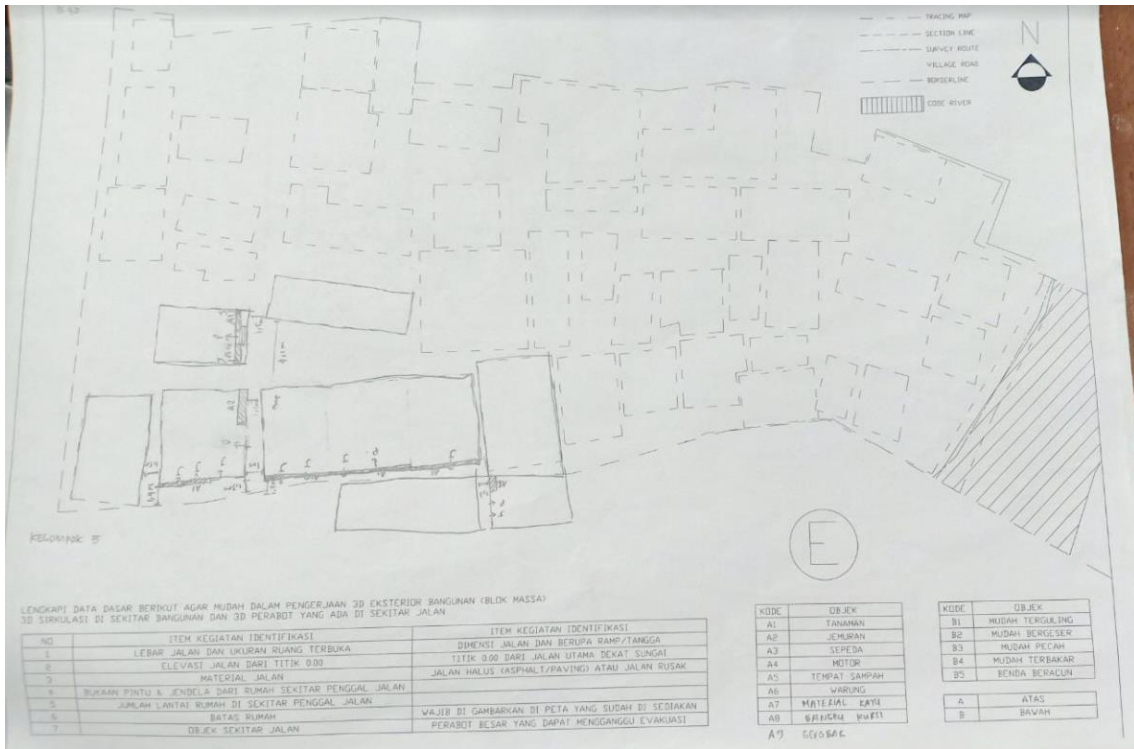 TRACING MAP
SECTION LINE
SURVEY ROUTE
VILLAGE ROAD
BORDERLINE
CODE RIVER
N
KELOMPOK 5
E
LENGKAPI DATA DASAR BERIKUT AGAR MUDAH DALAM PENGERJAAN 3D EKSTERIOR BANGUNAN (BLOK MASSA)
3D SIRKULASI DI SEKITAR BANGUNAN DAN 3D PERABOT YANG ADA DI SEKITAR JALAN
NO ITEM KEGIATAN IDENTIFIKASI ITEM KEGIATAN IDENTIFIKASI
1 LEBAR JALAN DAN UKURAN RUANG TERBUKA DIMENSI JALAN DAN BERUPA RAMP/TANGGA
2 ELEVASI JALAN DARI TITIK 0.00 TITIK 0.00 DARI JALAN UTAMA DEKAT SUNGAI
3 MATERIAL JALAN JALAN HALUS (ASPHALT/PAVING) ATAU JALAN RUSAK
4 BUKAAN PINTU & JENDELA DARI RUMAH SEKITAR PENGGAL JALAN
5 JUMLAH LANTAI RUMAH DI SEKITAR PENGGAL JALAN
6 BATAS RUMAH WAJIB DI GAMBARKAN DI PETA YANG SUDAH DI SEDIAKAN
7 OBJEK SEKITAR JALAN PERABOT BESAR YANG DAPAT MENGGANGGU EVAKUASI
KODE OBJEK
A1 TANAMAN
A2 JEMURAN
A3 SEPEDA
A4 MOTOR
A5 TEMPAT SAMPAH
A6 WARUNG
A7 MATERIAL KAYU
A8 BANGKU KURSI
A9 GEROBAK
KODE OBJEK
B1 MUDAH TERGULING
B2 MUDAH BERGESER
B3 MUDAH PECAH
B4 MUDAH TERBAKAR
B5 BENDA BERACUN
A ATAS
B BAWAH